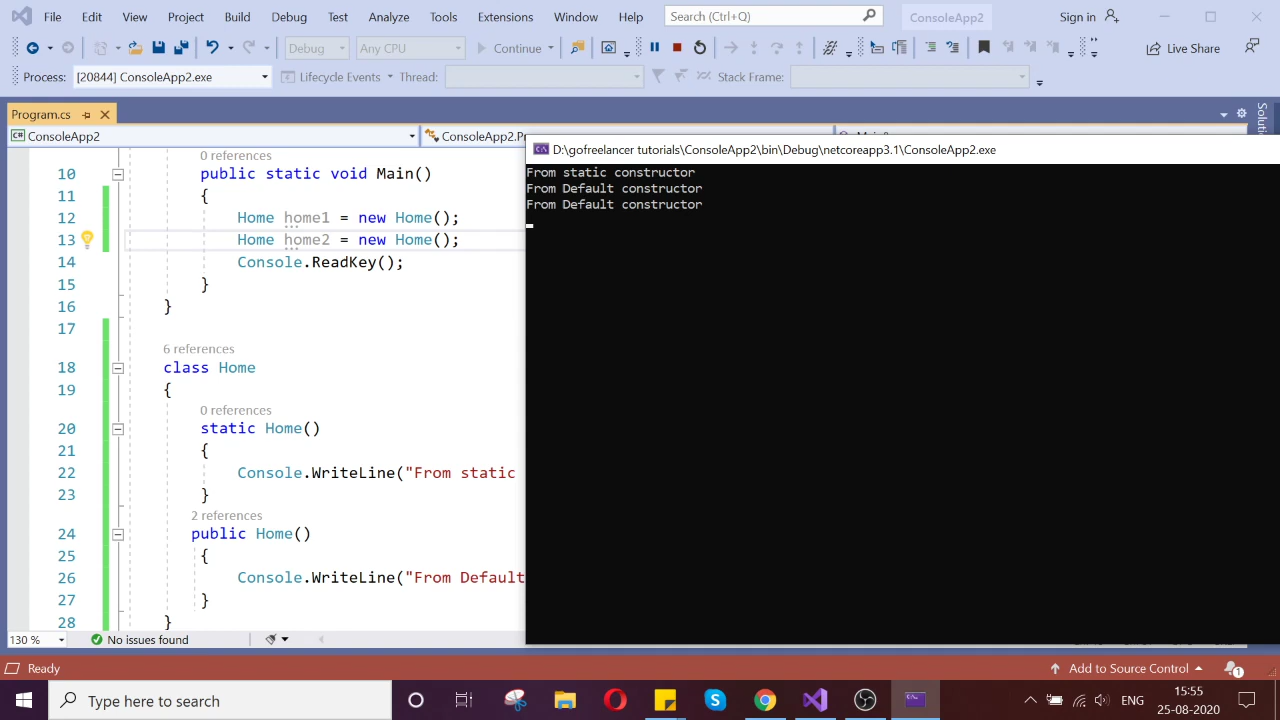 File Edit View Project Build Debug Test Analyze Tools Extensions Window Help Search (Ctrl+Q) ConsoleApp2 Sign in
Debug Any CPU Continue Live Share
Process: [20844] ConsoleApp2.exe Lifecycle Events Thread: Stack Frame:
Program.cs
C# ConsoleApp2 ConsoleApp2.Pr
D:\gofreelancer tutorials\ConsoleApp2\bin\Debug\netcoreapp3.1\ConsoleApp2.exe
From static constructor
From Default constructor
From Default constructor
0 references
10 public static void Main()
11 {
12 Home home1 = new Home();
13 Home home2 = new Home();
14 Console.ReadKey();
15 }
16 }
17
6 references
18 class Home
19 {
0 references
20 static Home()
21 {
22 Console.WriteLine("From static
23 }
2 references
24 public Home()
25 {
26 Console.WriteLine("From Default
27 }
28 }
130 % No issues found
Ready Add to Source Control 1
Type here to search ENG 15:55
25-08-2020